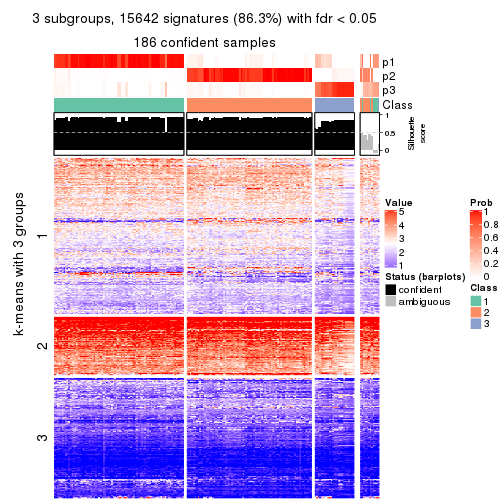 3 subgroups, 15642 signatures (86.3%) with fdr < 0.05
186 confident samples
p1
p2
p3
Class
1
0.5
0
Silhouette
score
k-means with 3 groups
1
2
3
Value
5
4
3
2
1
Status (barplots)
confident
ambiguous
Prob
1
0.8
0.6
0.4
0.2
0
Class
1
2
3